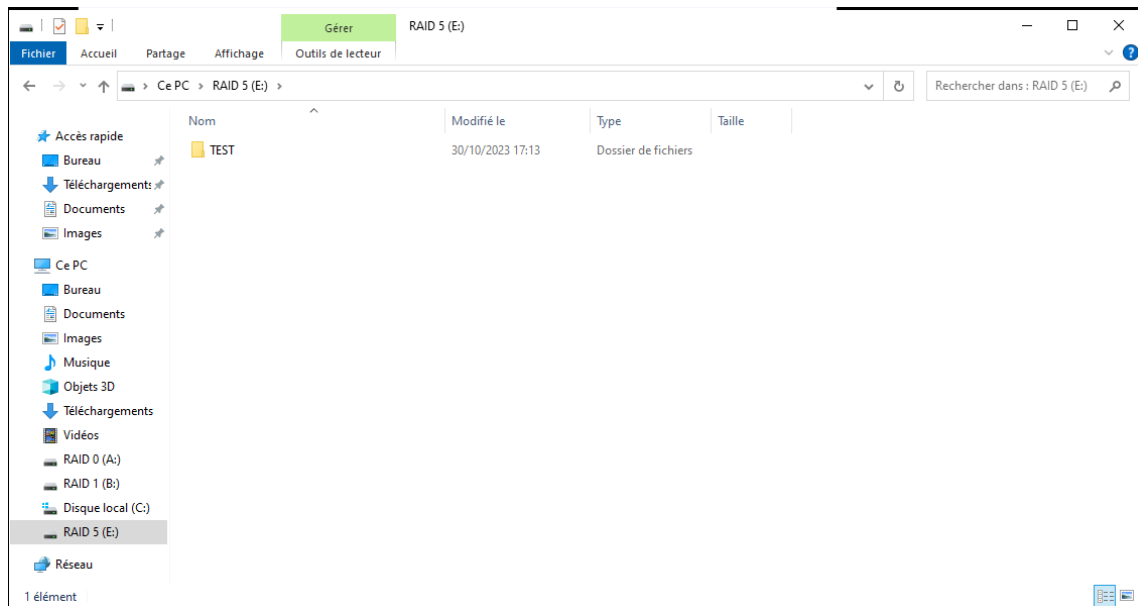 Gérer
RAID 5 (E:)
Fichier
Accueil
Partage
Affichage
Outils de lecteur
Ce PC
RAID 5 (E:)
Rechercher dans : RAID 5 (E:)
Nom
Modifié le
Type
Taille
TEST
30/10/2023 17:13
Dossier de fichiers
Accès rapide
Bureau
Téléchargements
Documents
Images
Ce PC
Bureau
Documents
Images
Musique
Objets 3D
Téléchargements
Vidéos
RAID 0 (A:)
RAID 1 (B:)
Disque local (C:)
RAID 5 (E:)
Réseau
1 élément